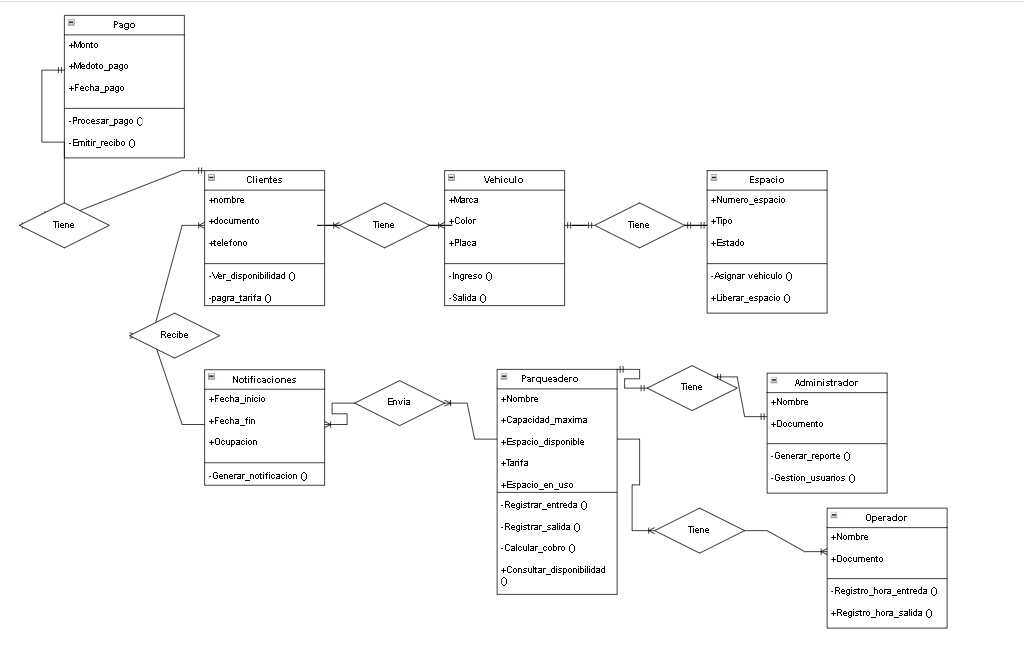 Pago
+Monto
+Medoto_pago
+Fecha_pago
-Procesar_pago ()
-Emitir_recibo ()
Tiene
Clientes
+nombre
+documento
+telefono
-Ver_disponibilidad ()
-pagra_tarifa ()
Tiene
Vehiculo
+Marca
+Color
+Placa
-Ingreso ()
-Salida ()
Tiene
Espacio
+Numero_espacio
+Tipo
+Estado
-Asignar vehiculo ()
+Liberar_espacio ()
Recibe
Notificaciones
+Fecha_inicio
+Fecha_fin
+Ocupacion
-Generar_notificacion ()
Envia
Parqueadero
+Nombre
+Capacidad_maxima
+Espacio_disponible
+Tarifa
+Espacio_en_uso
-Registrar_entreda ()
-Registrar_salida ()
-Calcular_cobro ()
+Consultar_disponibilidad
()
Tiene
Administrador
+Nombre
+Documento
-Generar_reporte ()
-Gestion_usuarios ()
Tiene
Operador
+Nombre
+Documento
-Registro_hora_entreda ()
+Registro_hora_salida ()